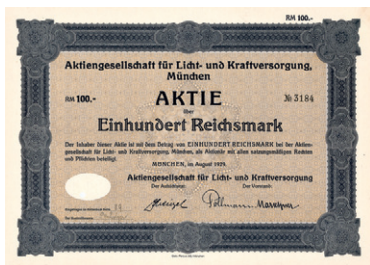 RM 100.-
Aktiengesellschaft für Licht- und Kraftversorgung,
München
RM 100.-
AKTIE
№ 3184
über
Einhundert Reichsmark
Der Inhaber dieser Aktie ist mit dem Betrag von EINHUNDERT REICHSMARK bei der Aktien-
gesellschaft für Licht- und Kraftversorgung, München, als Aktionär mit allen satzungsmäßigen Rechten
und Pflichten beteiligt.
MÜNCHEN, im August 1929.
Aktiengesellschaft für Licht- und Kraftversorgung
Der Aufsichtsrat:
Der Vorstand:
Pöllmann